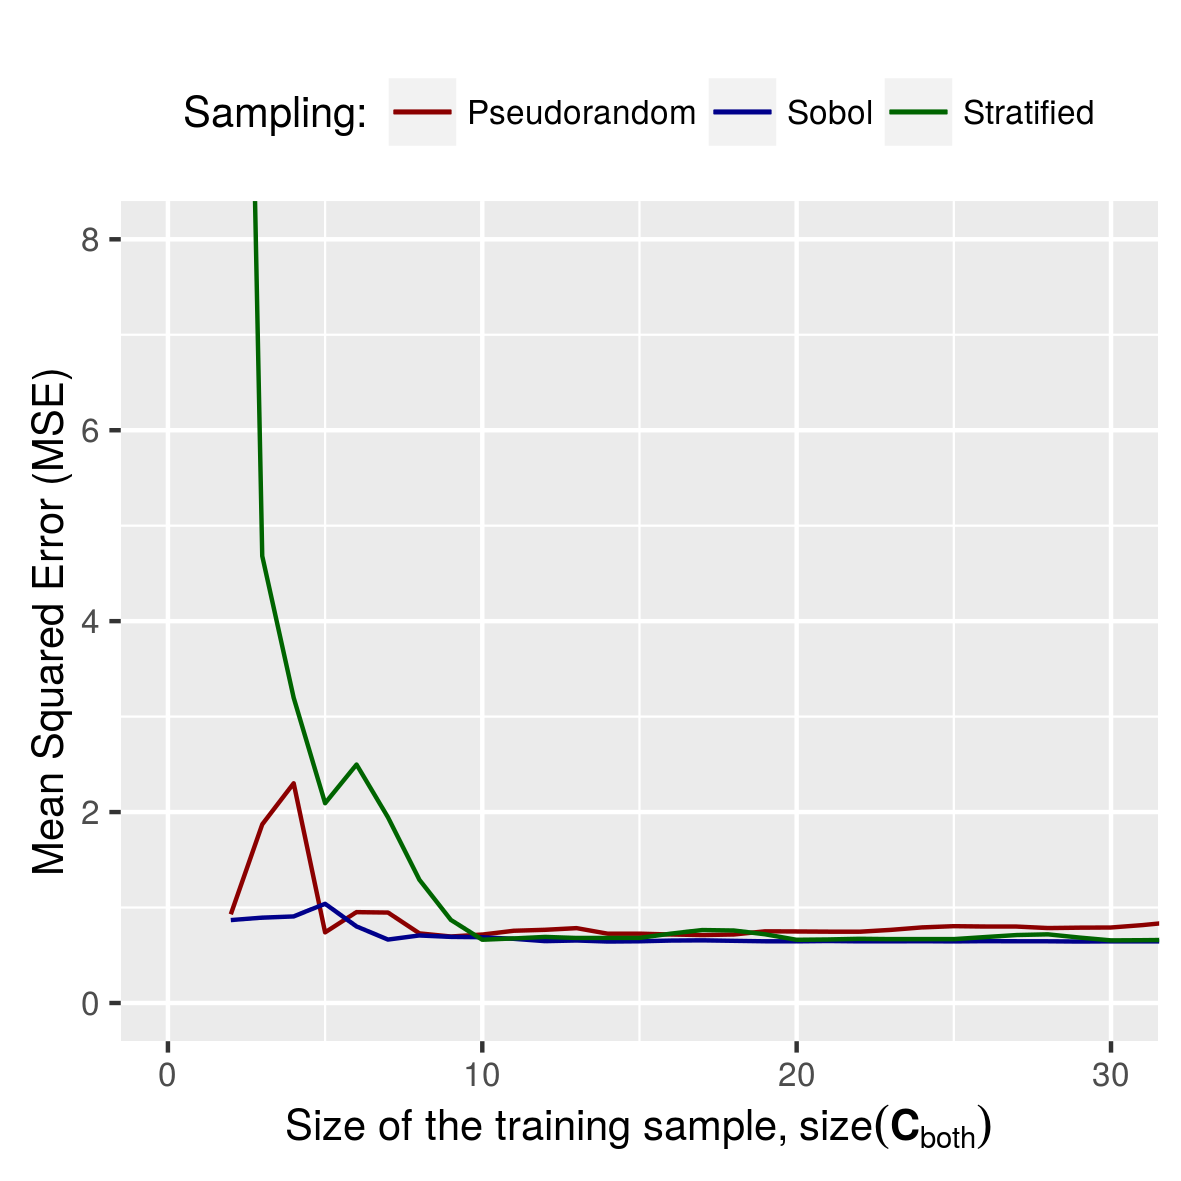 Sampling: Pseudorandom Sobol Stratified
Mean Squared Error (MSE)
8
6
4
2
0
0 10 20 30
Size of the training sample, size(C_both)